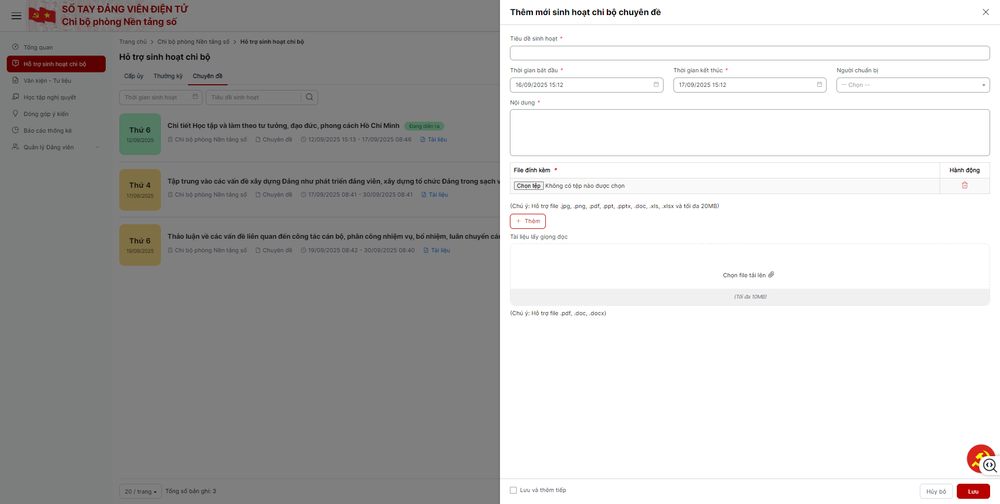 SỔ TAY ĐẢNG VIÊN ĐIỆN TỬ
Chi bộ phòng Nền tảng số
Tổng quan
Hỗ trợ sinh hoạt chi bộ
Văn kiện - Tư liệu
Học tập nghị quyết
Đóng góp ý kiến
Báo cáo thống kê
Quản lý Đảng viên
Trang chủ > Chi bộ phòng Nền tảng số > Hỗ trợ sinh hoạt chi bộ
Hỗ trợ sinh hoạt chi bộ
Cấp ủy Thường kỳ Chuyên đề
Thời gian sinh hoạt Tiêu đề sinh hoạt
Thứ 6
12/09/2025
Chi tiết Học tập và làm theo tư tưởng, đạo đức, phong cách Hồ Chí Minh Đang diễn ra
Chi bộ phòng Nền tảng số Chuyên đề 12/09/2025 15:13 - 17/09/2025 08:46 Tài liệu
Thứ 4
17/09/2025
Tập trung vào các vấn đề xây dựng Đảng như phát triển đảng viên, xây dựng tổ chức Đảng trong sạch v
Chi bộ phòng Nền tảng số Chuyên đề 17/09/2025 08:41 - 30/09/2025 08:41 Tài liệu
Thứ 6
19/09/2025
Thảo luận về các vấn đề liên quan đến công tác cán bộ, phân công nhiệm vụ, bổ nhiệm, luân chuyển cán
Chi bộ phòng Nền tảng số Chuyên đề 19/09/2025 08:42 - 30/09/2025 08:40 Tài liệu
20 / trang Tổng số bản ghi: 3
Thêm mới sinh hoạt chi bộ chuyên đề
Tiêu đề sinh hoạt *
Thời gian bắt đầu * Thời gian kết thúc * Người chuẩn bị
16/09/2025 15:12 17/09/2025 15:12 -- Chọn --
Nội dung *
File đính kèm * Hành động
Chọn tệp Không có tệp nào được chọn
(Chú ý: Hỗ trợ file .jpg, .png, .pdf, .ppt, .pptx, .doc, .xls, .xlsx và tối đa 20MB)
+ Thêm
Tài liệu lấy giọng đọc
Chọn file tải lên
(Tối đa 10MB)
(Chú ý: Hỗ trợ file .pdf, .doc, .docx)
Lưu và thêm tiếp Hủy bỏ Lưu